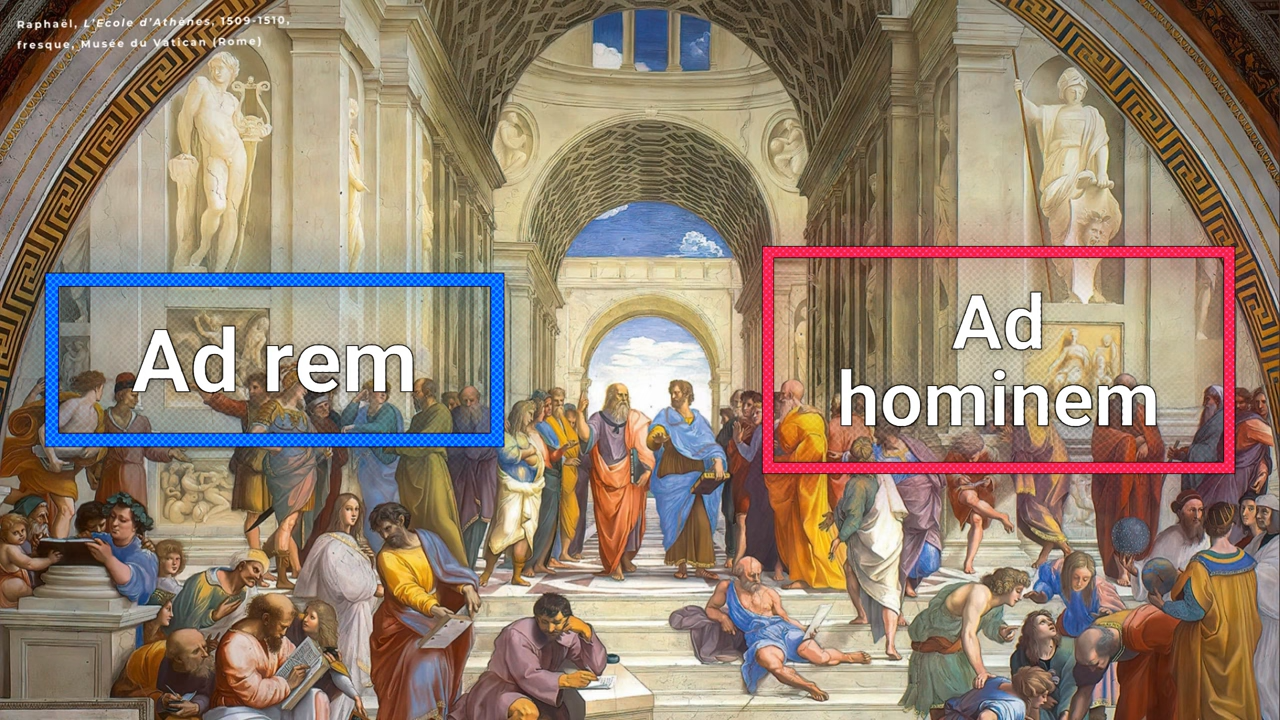 Raphaël, L'École d'Athènes, 1509-1510,
fresque, Musée du Vatican (Rome)
Ad rem
Ad
hominem